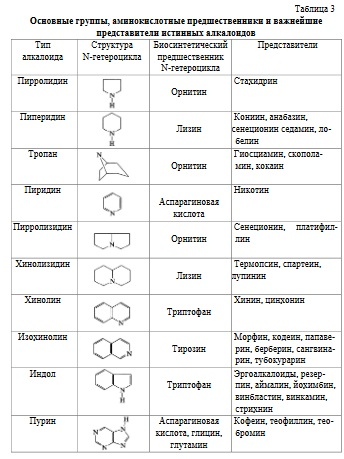 Таблица 3
Основные группы, аминокислотные предшественники и важнейшие
представители истинных алкалоидов
Тип
алкалоида
Структура
N-гетероцикла
Биосинтетический
предшественник
N-гетероцикла
Представители
Пирролидин
N
H
Орнитин
Стахидрин
Пиперидин
N
H
Лизин
Кониин, анабазин,
сенеционин седамин, ло-
белин
Тропан
N
Орнитин
Гиосциамин, скопола-
мин, кокаин
Пиридин
N
Аспарагиновая
кислота
Никотин
Пирролизидин
N
Орнитин
Сенеционин, платифил-
лин
Хинолизидин
N
Лизин
Термопсин, спартеин,
лупинин
Хинолин
N
Триптофан
Хинин, цинхонин
Изохинолин
N
Тирозин
Морфин, кодеин, папаве-
рин, берберин, сангвина-
рин, тубокурарин
Индол
N
H
Триптофан
Эргоалкалоиды, резер-
пин, аймалин, йохимбин,
винбластин, винкамин,
стрихнин
Пурин
H
N
N
N
N
Аспарагиновая
кислота, глицин,
глутамин
Кофеин, теофиллин, тео-
бромин